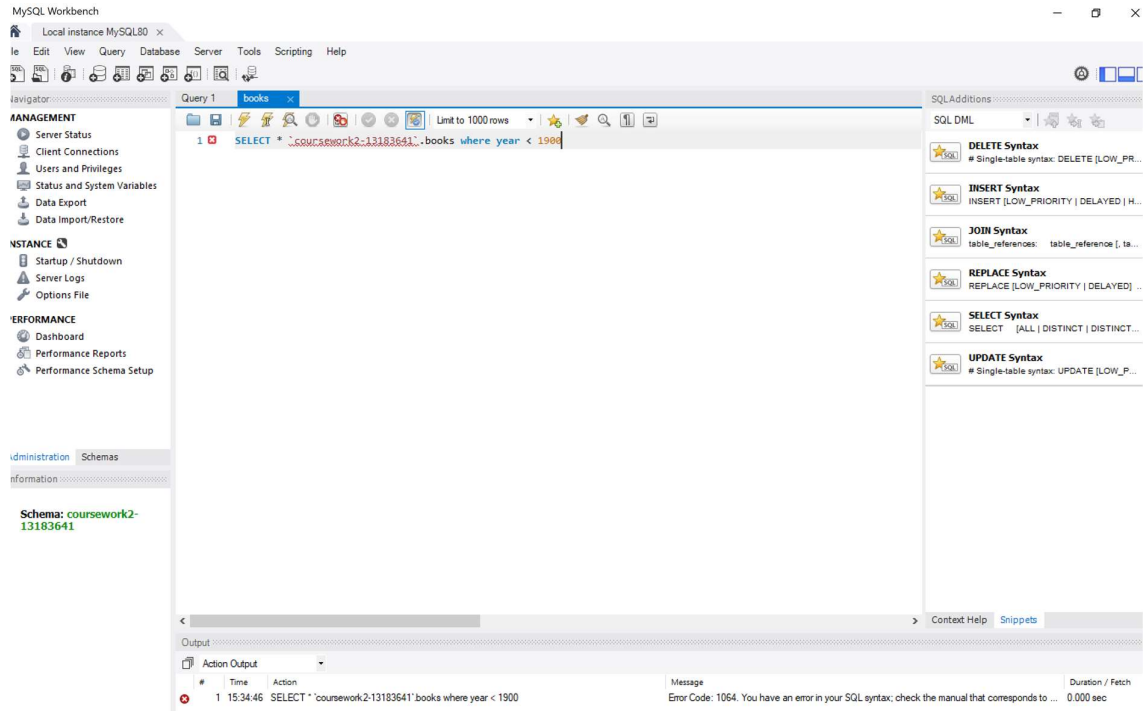 MySQL Workbench
Local instance MySQL80
le Edit View Query Database Server Tools Scripting Help
Navigator
Query 1 books
SQLAdditions
MANAGEMENT
Server Status
Client Connections
Users and Privileges
Status and System Variables
Data Export
Data Import/Restore
NSTANCE
Startup / Shutdown
Server Logs
Options File
PERFORMANCE
Dashboard
Performance Reports
Performance Schema Setup
Administration Schemas
nformation
Schema: coursework2-
13183641
Limit to 1000 rows
1 SELECT * `coursework2-13183641`.books where year < 1900
SQL DML
DELETE Syntax
# Single-table syntax: DELETE [LOW_PR...
INSERT Syntax
INSERT [LOW_PRIORITY | DELAYED | H...
JOIN Syntax
table_references: table_reference [, ta...
REPLACE Syntax
REPLACE [LOW_PRIORITY | DELAYED] ...
SELECT Syntax
SELECT [ALL | DISTINCT | DISTINCT...
UPDATE Syntax
# Single-table syntax: UPDATE [LOW_P...
Context Help Snippets
Output
Action Output
# Time Action Message Duration / Fetch
1 15:34:46 SELECT * `coursework2-13183641`.books where year < 1900 Error Code: 1064. You have an error in your SQL syntax; check the manual that corresponds to ... 0.000 sec